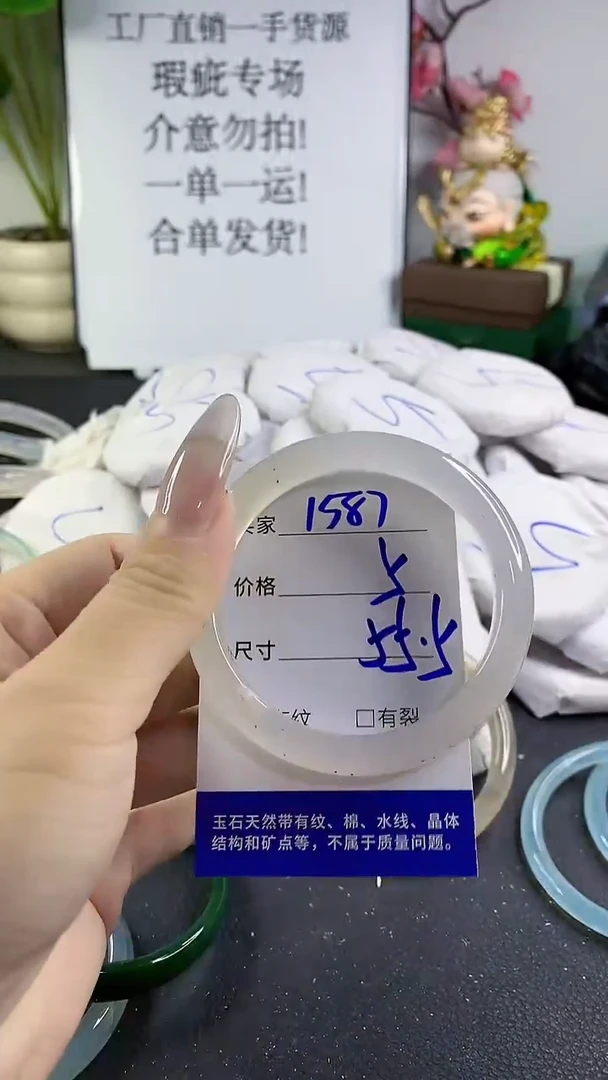 工厂直销一手货源
瑕疵专场
介意勿拍!
一单一运!
合单发货!
家 1587
价格
尺寸 55.5
纹 □有裂
玉石天然带有纹、棉、水线、晶体
结构和矿点等，不属于质量问题。